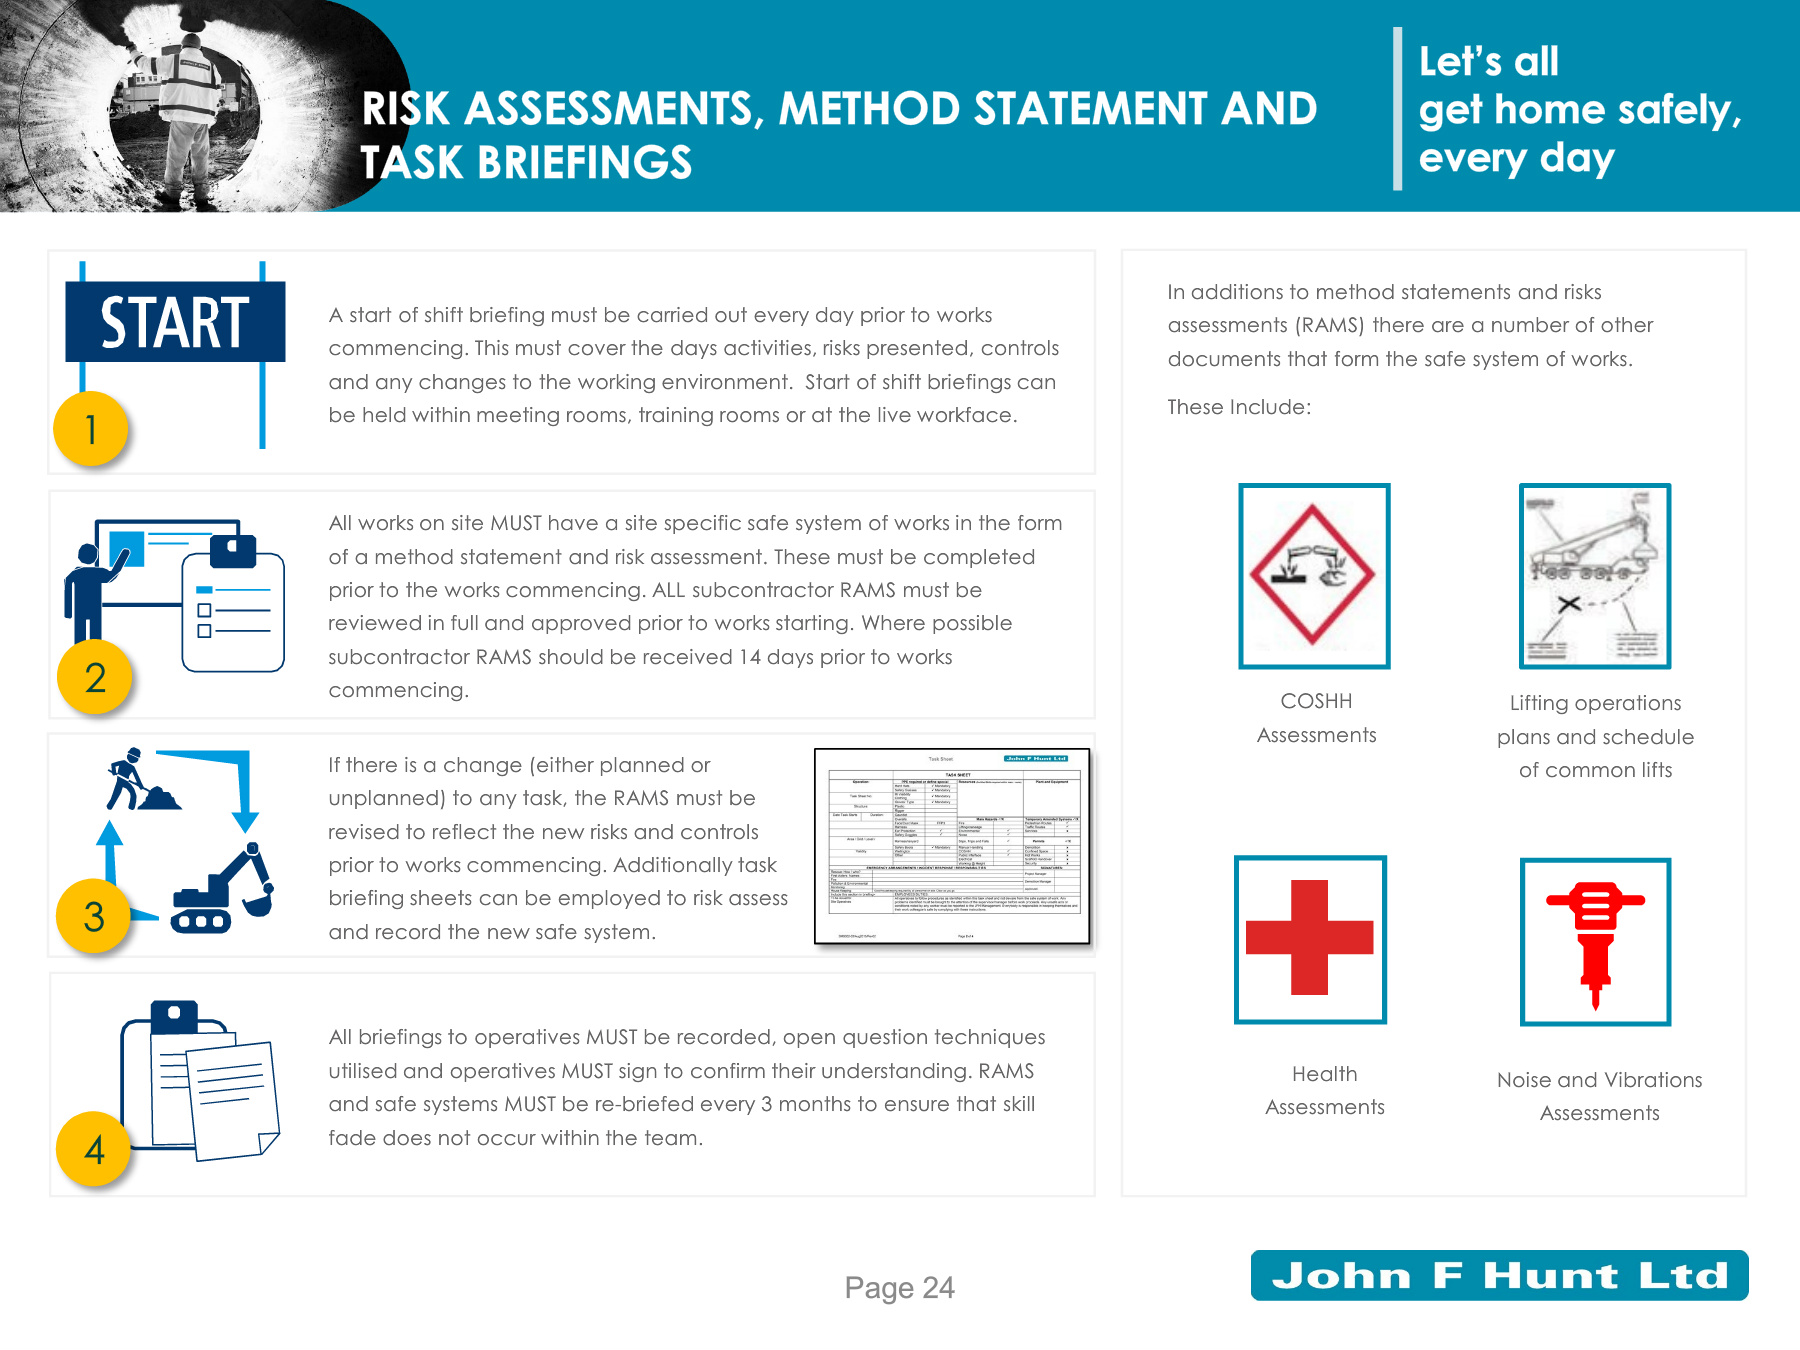 RISK ASSESSMENTS, METHOD STATEMENT AND
TASK BRIEFINGS
Let's all
get home safely,
every day
START
1
A start of shift briefing must be carried out every day prior to works
commencing. This must cover the days activities, risks presented, controls
and any changes to the working environment.  Start of shift briefings can
be held within meeting rooms, training rooms or at the live workface.
2
All works on site MUST have a site specific safe system of works in the form
of a method statement and risk assessment. These must be completed
prior to the works commencing. ALL subcontractor RAMS must be
reviewed in full and approved prior to works starting. Where possible
subcontractor RAMS should be received 14 days prior to works
commencing.
3
If there is a change (either planned or
unplanned) to any task, the RAMS must be
revised to reflect the new risks and controls
prior to works commencing. Additionally task
briefing sheets can be employed to risk assess
and record the new safe system.
Task Sheet
John F Hunt Ltd
TASK SHEET
4
All briefings to operatives MUST be recorded, open question techniques
utilised and operatives MUST sign to confirm their understanding. RAMS
and safe systems MUST be re-briefed every 3 months to ensure that skill
fade does not occur within the team.
In additions to method statements and risks
assessments (RAMS) there are a number of other
documents that form the safe system of works.
These Include:
COSHH
Assessments
Lifting operations
plans and schedule
of common lifts
Health
Assessments
Noise and Vibrations
Assessments
Page 24
John F Hunt Ltd